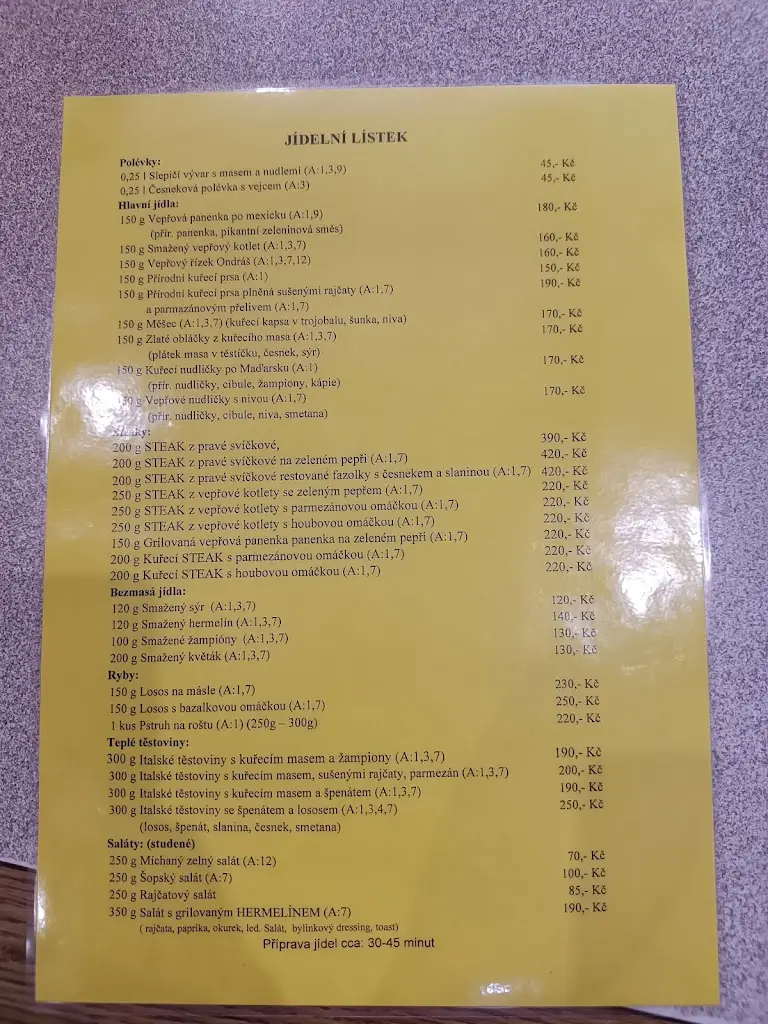 JÍDELNÍ LÍSTEK
Polévky:
0,25 l Slepičí vývar s masem a nudlemi (A:1,3,9) 45,- Kč
0,25 l Česneková polévka s vejcem (A:3) 45,- Kč
Hlavní jídla:
150 g Vepřová panenka po mexicku (A:1,9) 180,- Kč
(přír. panenka, pikantní zeleninová směs)
150 g Smažený vepřový kotlet (A:1,3,7) 160,- Kč
150 g Vepřový řízek Ondráš (A:1,3,7,12) 160,- Kč
150 g Přírodní kuřecí prsa (A:1) 150,- Kč
150 g Přírodní kuřecí prsa plněná sušenými rajčaty (A:1,7) 190,- Kč
a parmazánovým přelivem (A:1,7)
150 g Měšec (A:1,3,7) (kuřecí kapsa v trojobalu, šunka, niva) 170,- Kč
150 g Zlaté obláčky z kuřecího masa (A:1,3,7) 170,- Kč
(plátek masa v těstíčku, česnek, sýr)
150 g Kuřecí nudličky po Maďarsku (A:1) 170,- Kč
(přír. nudličky, cibule, žampiony, kápie)
150 g Vepřové nudličky s nivou (A:1,7) 170,- Kč
(přír. nudličky, cibule, niva, smetana)
200 g STEAK z pravé svíčkové, 390,- Kč
200 g STEAK z pravé svíčkové na zeleném pepři (A:1,7) 420,- Kč
200 g STEAK z pravé svíčkové restované fazolky s česnekem a slaninou (A:1,7) 420,- Kč
250 g STEAK z vepřové kotlety se zeleným pepřem (A:1,7) 220,- Kč
250 g STEAK z vepřové kotlety s parmezánovou omáčkou (A:1,7) 220,- Kč
250 g STEAK z vepřové kotlety s houbovou omáčkou (A:1,7) 220,- Kč
150 g Grilovaná vepřová panenka panenka na zeleném pepři (A:1,7) 220,- Kč
200 g Kuřecí STEAK s parmezánovou omáčkou (A:1,7) 220,- Kč
200 g Kuřecí STEAK s houbovou omáčkou (A:1,7) 220,- Kč
Bezmasá jídla:
120 g Smažený sýr (A:1,3,7) 120,- Kč
120 g Smažený hermelín (A:1,3,7) 140,- Kč
100 g Smažené žampióny (A:1,3,7) 130,- Kč
200 g Smažený květák (A:1,3,7) 130,- Kč
Ryby:
150 g Losos na másle (A:1,7) 230,- Kč
150 g Losos s bazalkovou omáčkou (A:1,7) 250,- Kč
1 kus Pstruh na roštu (A:1) (250g – 300g) 220,- Kč
Teplé těstoviny:
300 g Italské těstoviny s kuřecím masem a žampiony (A:1,3,7) 190,- Kč
300 g Italské těstoviny s kuřecím masem, sušenými rajčaty, parmezán (A:1,3,7) 200,- Kč
300 g Italské těstoviny s kuřecím masem a špenátem (A:1,3,7) 190,- Kč
300 g Italské těstoviny se špenátem a lososem (A:1,3,4,7) 250,- Kč
(losos, špenát, slanina, česnek, smetana)
Saláty: (studené)
250 g Míchaný zelný salát (A:12) 70,- Kč
250 g Šopský salát (A:7) 100,- Kč
250 g Rajčatový salát 85,- Kč
350 g Salát s grilovaným HERMELÍNEM (A:7) 190,- Kč
( rajčata, paprika, okurek, led. Salát, bylinkový dressing, toast)
Příprava jídel cca: 30-45 minut